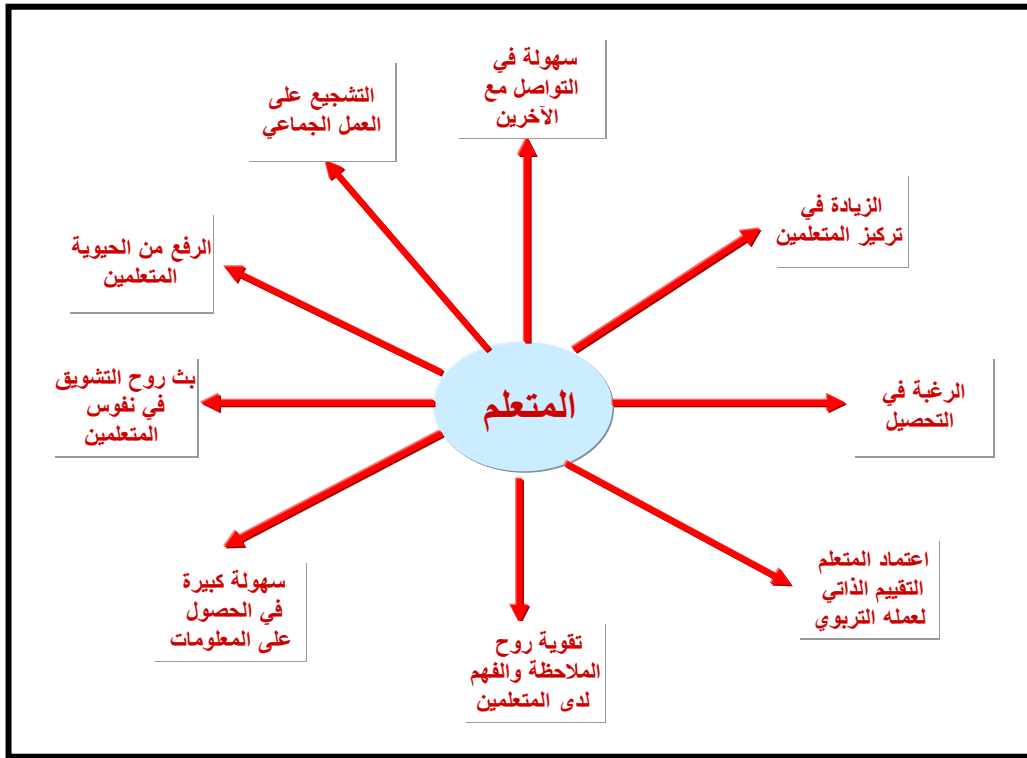 سهولة في
التواصل مع
الآخرين
التشجيع على
العمل الجماعي
الزيادة في
تركيز المتعلمين
الرفع من الحيوية
المتعلمين
المتعلم
الرغبة في
التحصيل
بث روح التشويق
في نفوس
المتعلمين
اعتماد المتعلم
التقييم الذاتي
لعمله التربوي
سهولة كبيرة
في الحصول
على المعلومات
تقوية روح
الملاحظة والفهم
لدى المتعلمين